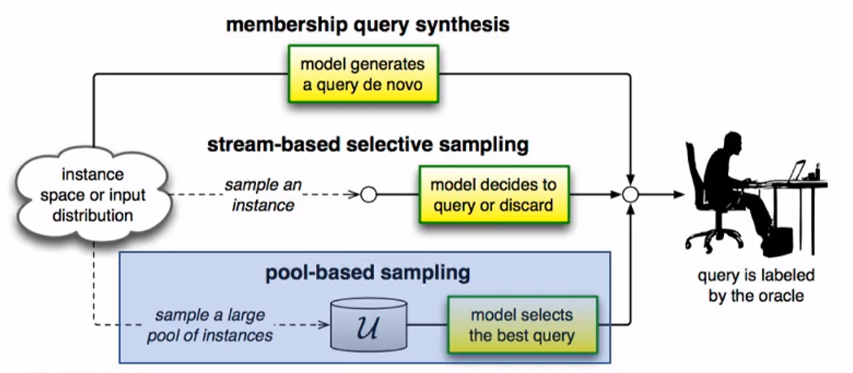 membership query synthesis
model generates
a query de novo
stream-based selective sampling
instance
space or input
distribution
sample an
instance
model decides to
query or discard
query is labeled
by the oracle
pool-based sampling
sample a large
pool of instances
U
model selects
the best query